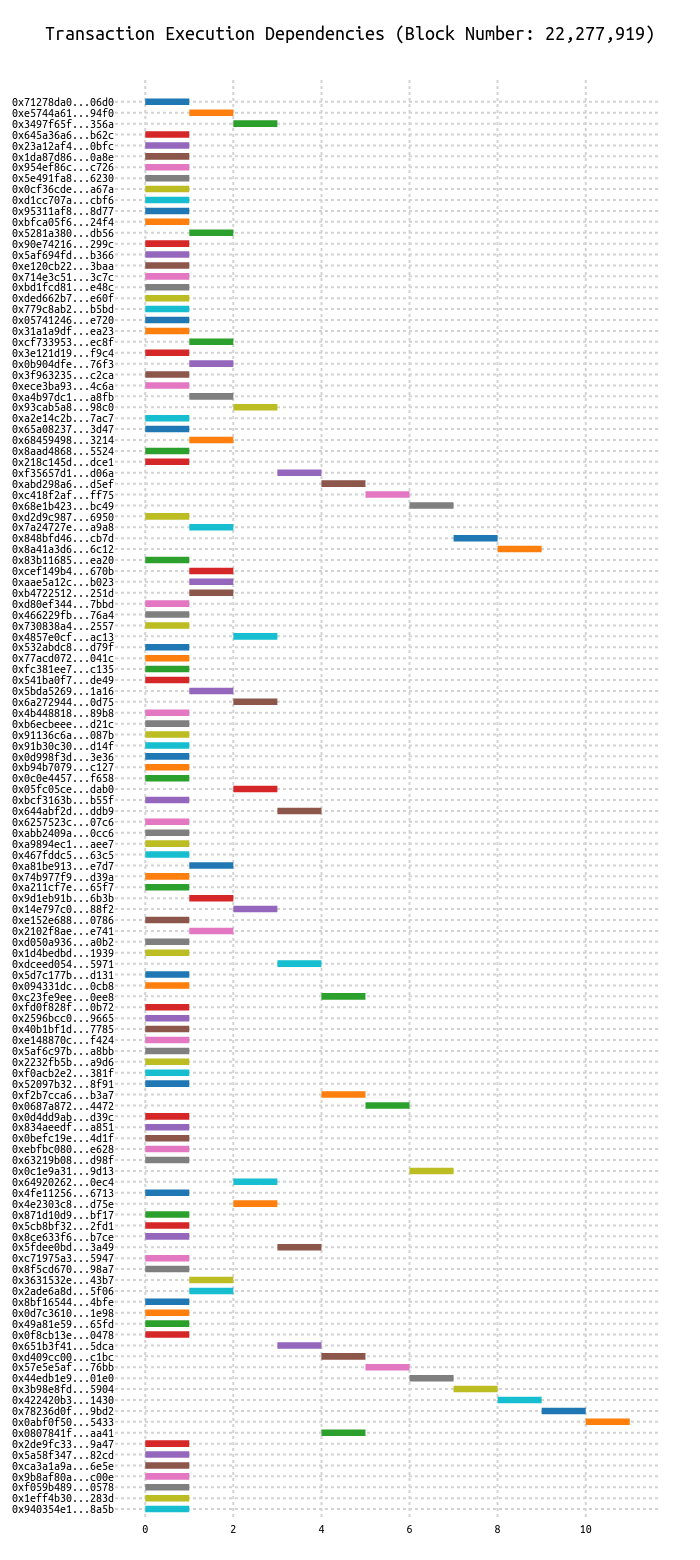 Transaction Execution Dependencies (Block Number: 22,277,919)
0x71278da0...06d0
0xe5744a61...94f0
0x3497f65f...356a
0x645a36a6...b62c
0x23a12af4...0bfc
0x1da87d86...0a8e
0x954ef86c...c726
0x5e491fa8...6230
0x0cf36cde...a67a
0xd1cc707a...cbf6
0x95311af8...8d77
0xbfca05f6...24f4
0x5281a380...db56
0x90e74216...299c
0x5af694fd...b366
0xe120cb22...3baa
0x714e3c51...3c7c
0xbd1fcd81...e48c
0xded662b7...e60f
0x779c8ab2...b5bd
0x05741246...e720
0x31a1a9df...ea23
0xcf733953...ec8f
0x3e121d19...f9c4
0x0b904dfe...76f3
0x3f963235...c2ca
0xece3ba93...4c6a
0xa4b97dc1...a8fb
0x93cab5a8...98c0
0xa2e14c2b...7ac7
0x65a08237...3d47
0x68459498...3214
0x8aad4868...5524
0x218c145d...dce1
0xf35657d1...d06a
0xabd298a6...d5ef
0xc418f2af...ff75
0x68e1b423...bc49
0xd2d9c987...6950
0x7a24727e...a9a8
0x848bfd46...cb7d
0x8a41a3d6...6c12
0x83b11685...ea20
0xcef149b4...670b
0xaae5a12c...b023
0xb4722512...251d
0xd80ef344...7bbd
0x466229fb...76a4
0x730838a4...2557
0x4857e0cf...ac13
0x532abdc8...d79f
0x77acd072...041c
0xfc381ee7...c135
0x541ba0f7...de49
0x5bda5269...1a16
0x6a272944...0d75
0x4b448818...89b8
0xb6ecbeee...d21c
0x91136c6a...087b
0x91b30c30...d14f
0x0d998f3d...3e36
0xb94b7079...c127
0x0c0e4457...f658
0x05fc05ce...dab0
0xbcf3163b...b55f
0x644abf2d...ddb9
0x6257523c...07c6
0xabb2409a...0cc6
0xa9894ec1...aee7
0x467fddc5...63c5
0xa81be913...e7d7
0x74b977f9...d39a
0xa211cf7e...65f7
0x9d1eb91b...6b3b
0x14e797c0...88f2
0xe152e688...0786
0x2102f8ae...e741
0xd050a936...a0b2
0x1d4bedbd...1939
0xdceed054...5971
0x5d7c177b...d131
0x094331dc...0cb8
0xc23fe9ee...0ee8
0xfd0f828f...0b72
0x2596bcc0...9665
0x40b1bf1d...7785
0xe148870c...f424
0x5af6c97b...a8bb
0x2232fb5b...a9d6
0xf0acb2e2...381f
0x52097b32...8f91
0xf2b7cca6...b3a7
0x0687a872...4472
0x0d4dd9ab...d39c
0x834aeedf...a851
0x0befc19e...4d1f
0xebfbc080...e628
0x63219b08...d98f
0x0c1e9a31...9d13
0x64920262...0ec4
0x4fe11256...6713
0x4e2303c8...d75e
0x871d10d9...bf17
0x5cb8bf32...2fd1
0x8ce633f6...b7ce
0x5fdee0bd...3a49
0xc71975a3...5947
0x8f5cd670...98a7
0x3631532e...43b7
0x2ade6a8d...5f06
0x8bf16544...4bfe
0x0d7c3610...1e98
0x49a81e59...65fd
0x0f8cb13e...0478
0x651b3f41...5dca
0xd409cc00...c1bc
0x57e5e5af...76bb
0x44edb1e9...01e0
0x3b98e8fd...5904
0x422420b3...1430
0x78236d0f...9bd2
0x0abf0f50...5433
0x0807841f...aa41
0x2de9fc33...9a47
0x5a58f347...82cd
0xca3a1a9a...6e5e
0x9b8af80a...c00e
0xf059b489...0578
0x1eff4b30...283d
0x940354e1...8a5b
0 2 4 6 8 10